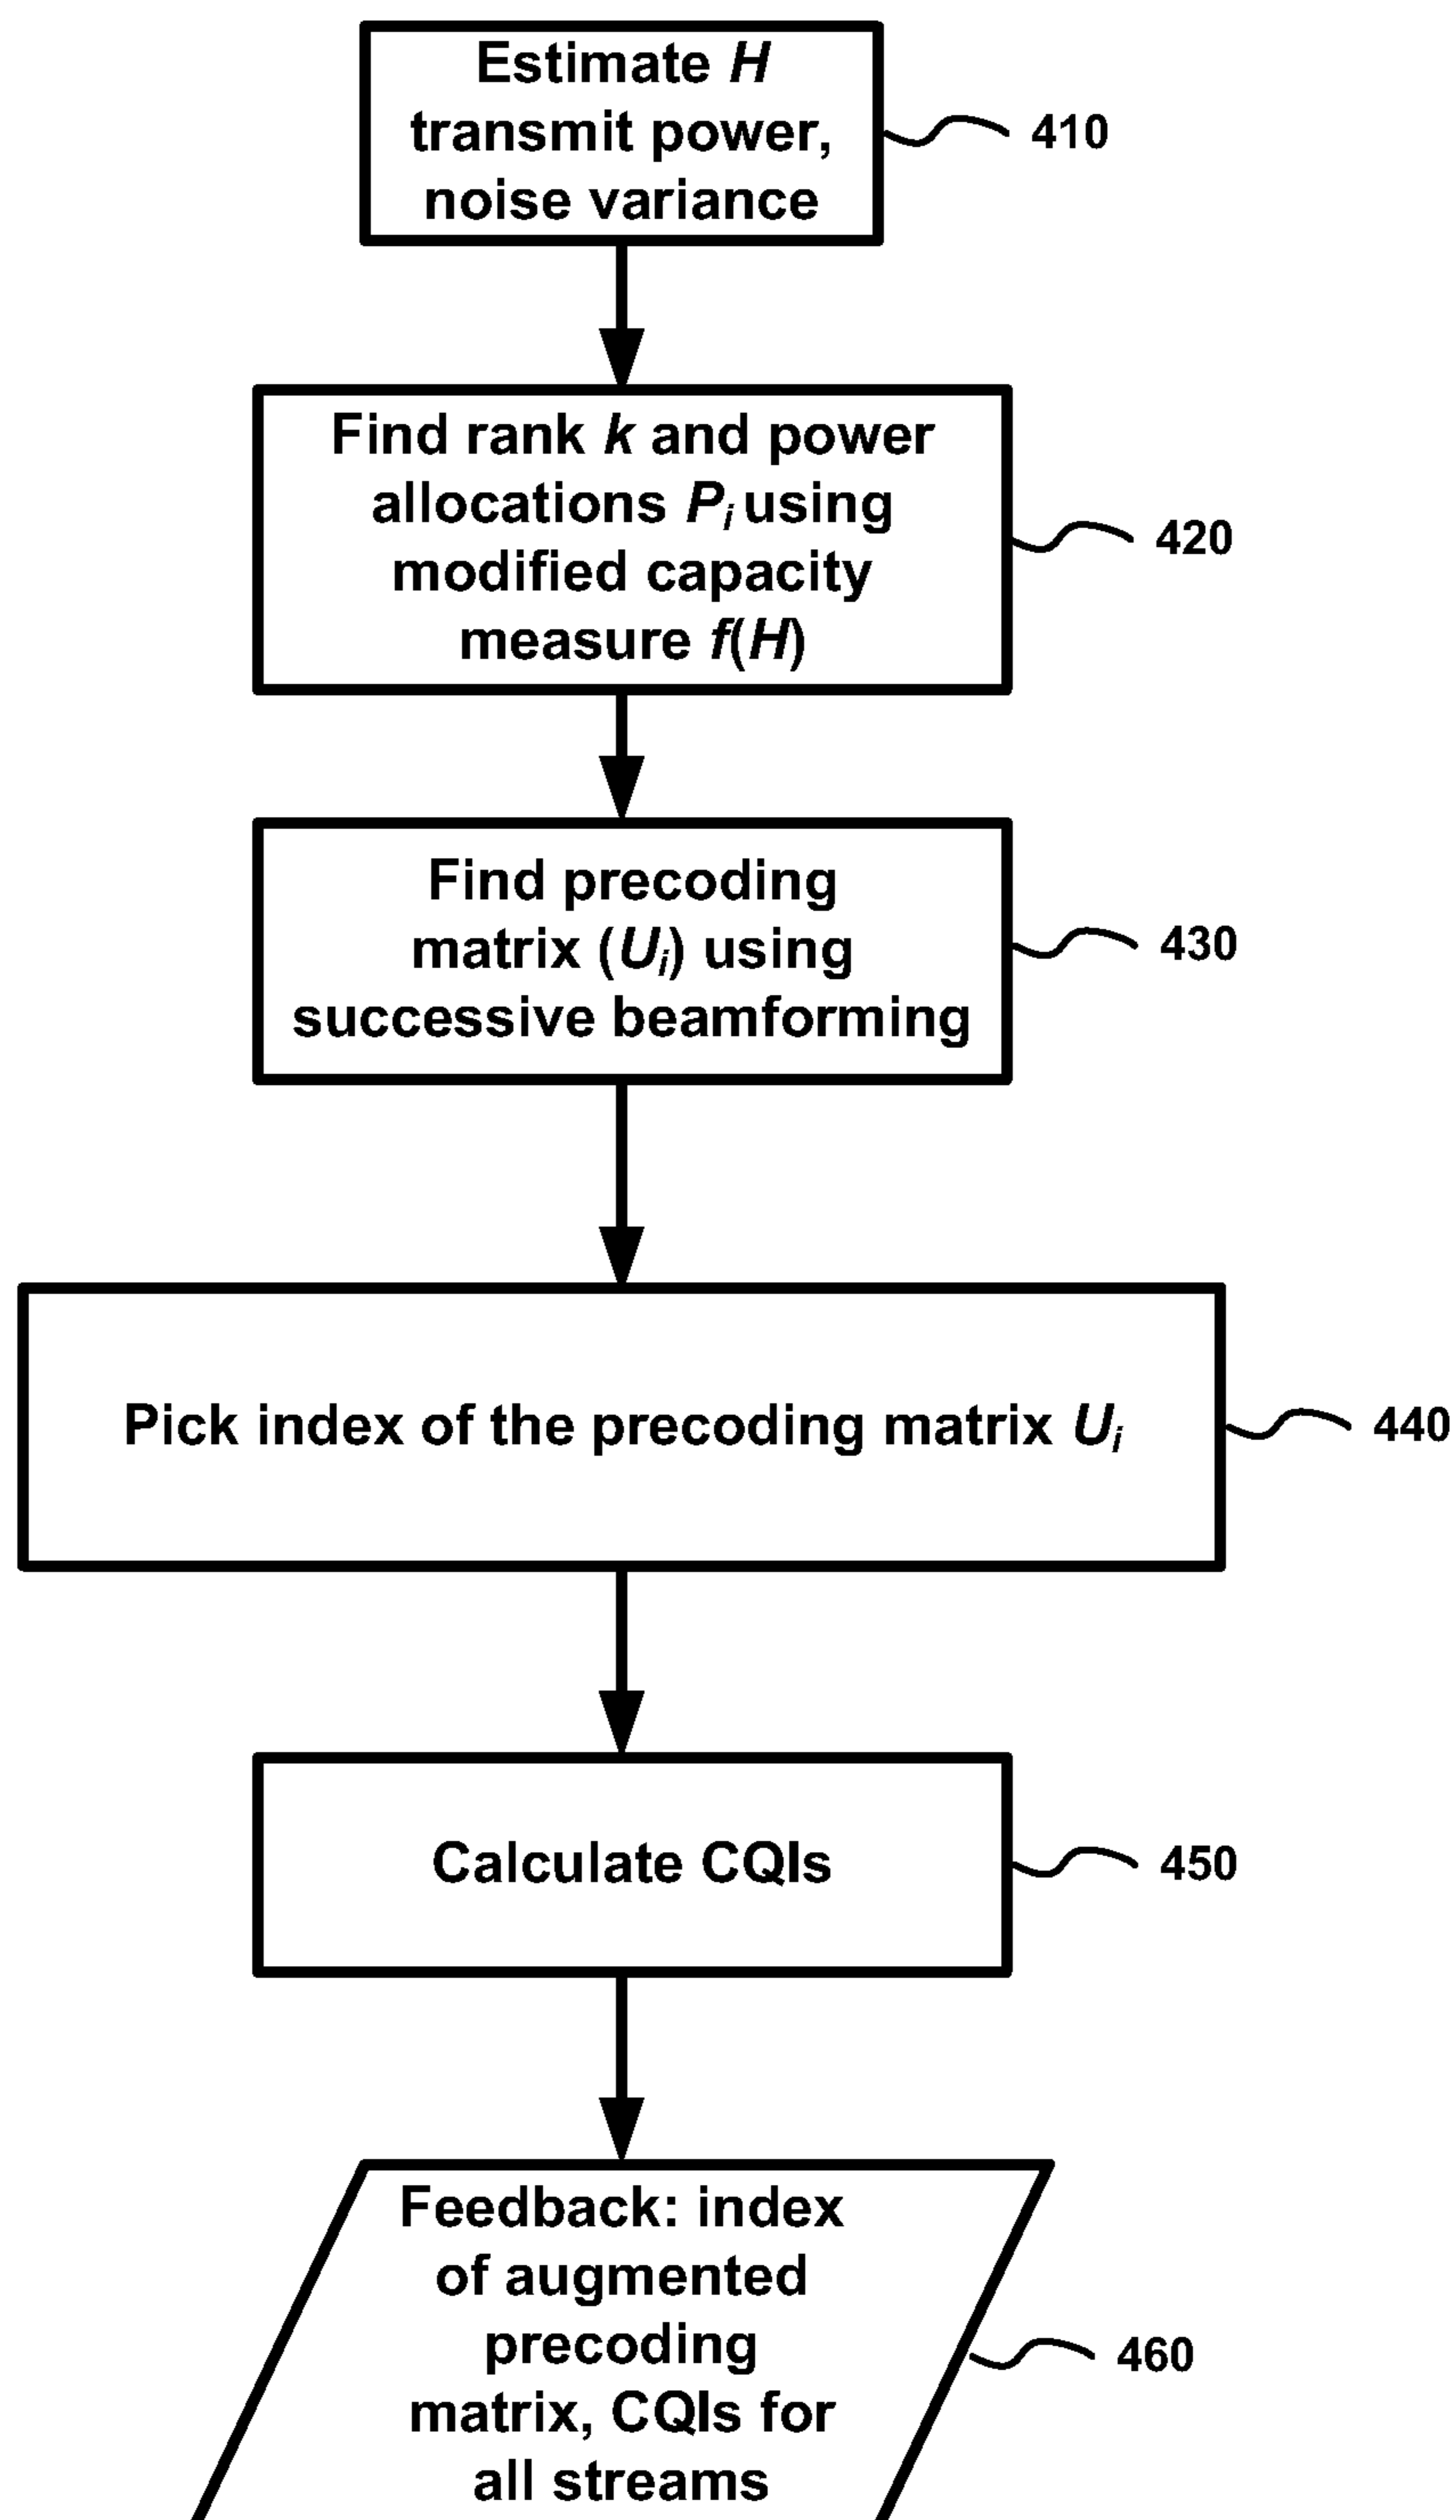 Estimate H
transmit power,
noise variance
410
Find rank k and power
allocations Pi using
modified capacity
measure f(H)
420
Find precoding
matrix (Ui) using
successive beamforming
430
Pick index of the precoding matrix Ui
440
Calculate CQIs
450
Feedback: index
of augmented
precoding
matrix, CQIs for
all streams
460